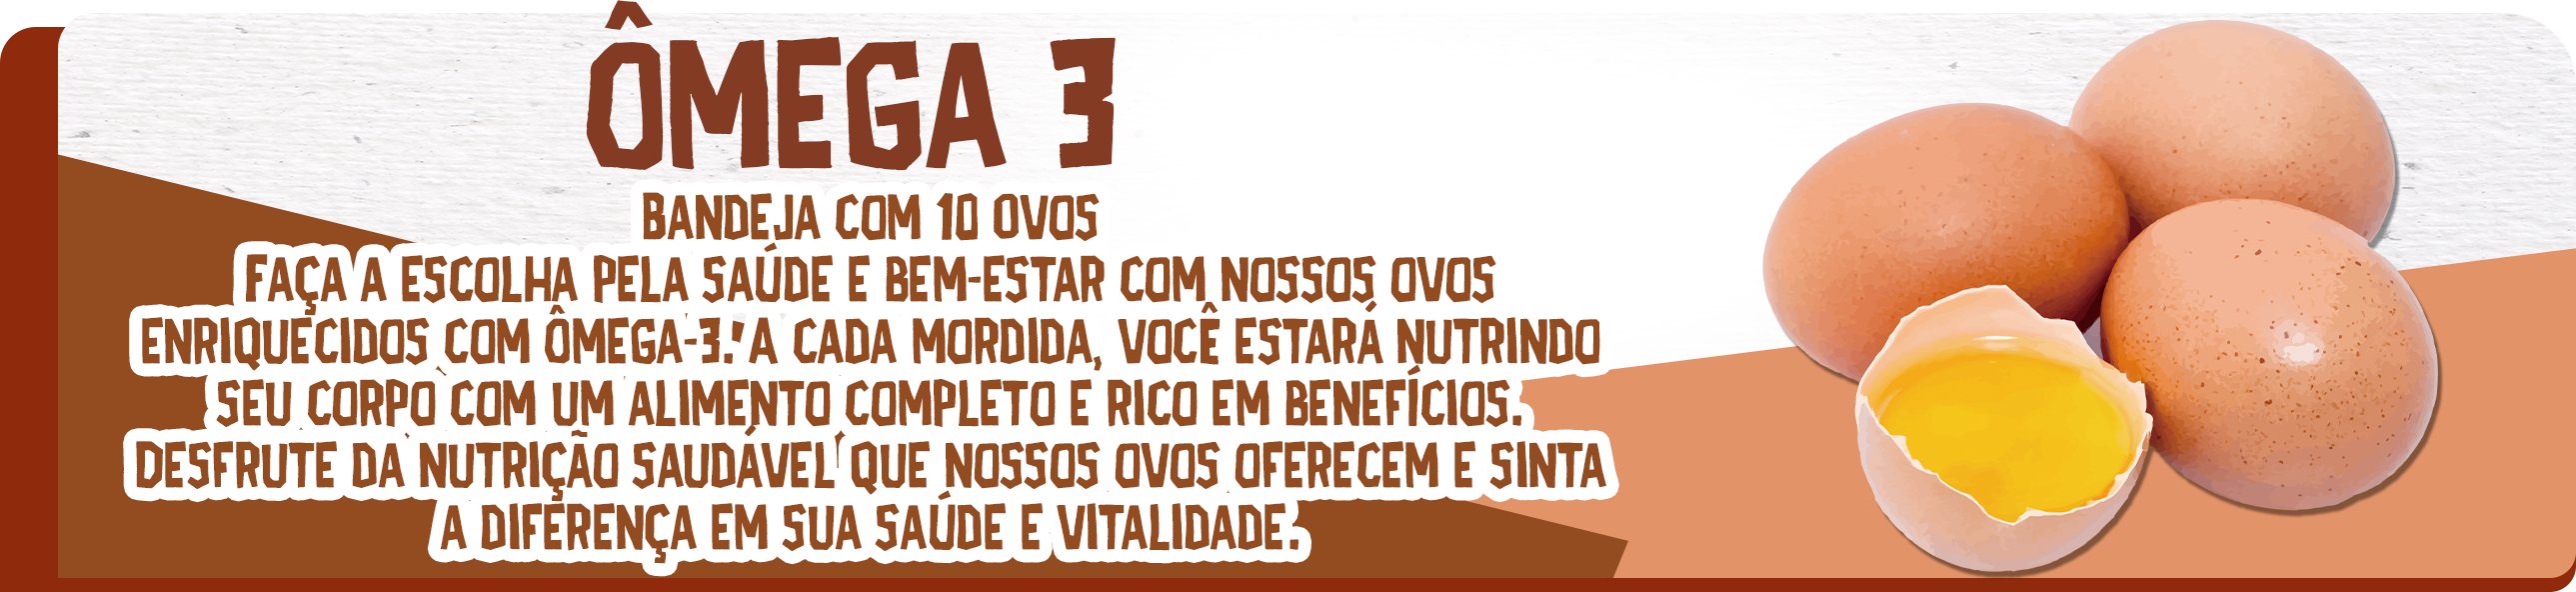 ÔMEGA 3
BANDEJA COM 10 OVOS
FAÇA A ESCOLHA PELA SAÚDE E BEM-ESTAR COM NOSSOS OVOS
ENRIQUECIDOS COM ÔMEGA-3. A CADA MORDIDA, VOCÊ ESTARÁ NUTRINDO
SEU CORPO COM UM ALIMENTO COMPLETO E RICO EM BENEFÍCIOS.
DESFRUTE DA NUTRIÇÃO SAUDÁVEL QUE NOSSOS OVOS OFERECEM E SINTA
A DIFERENÇA EM SUA SAÚDE E VITALIDADE.